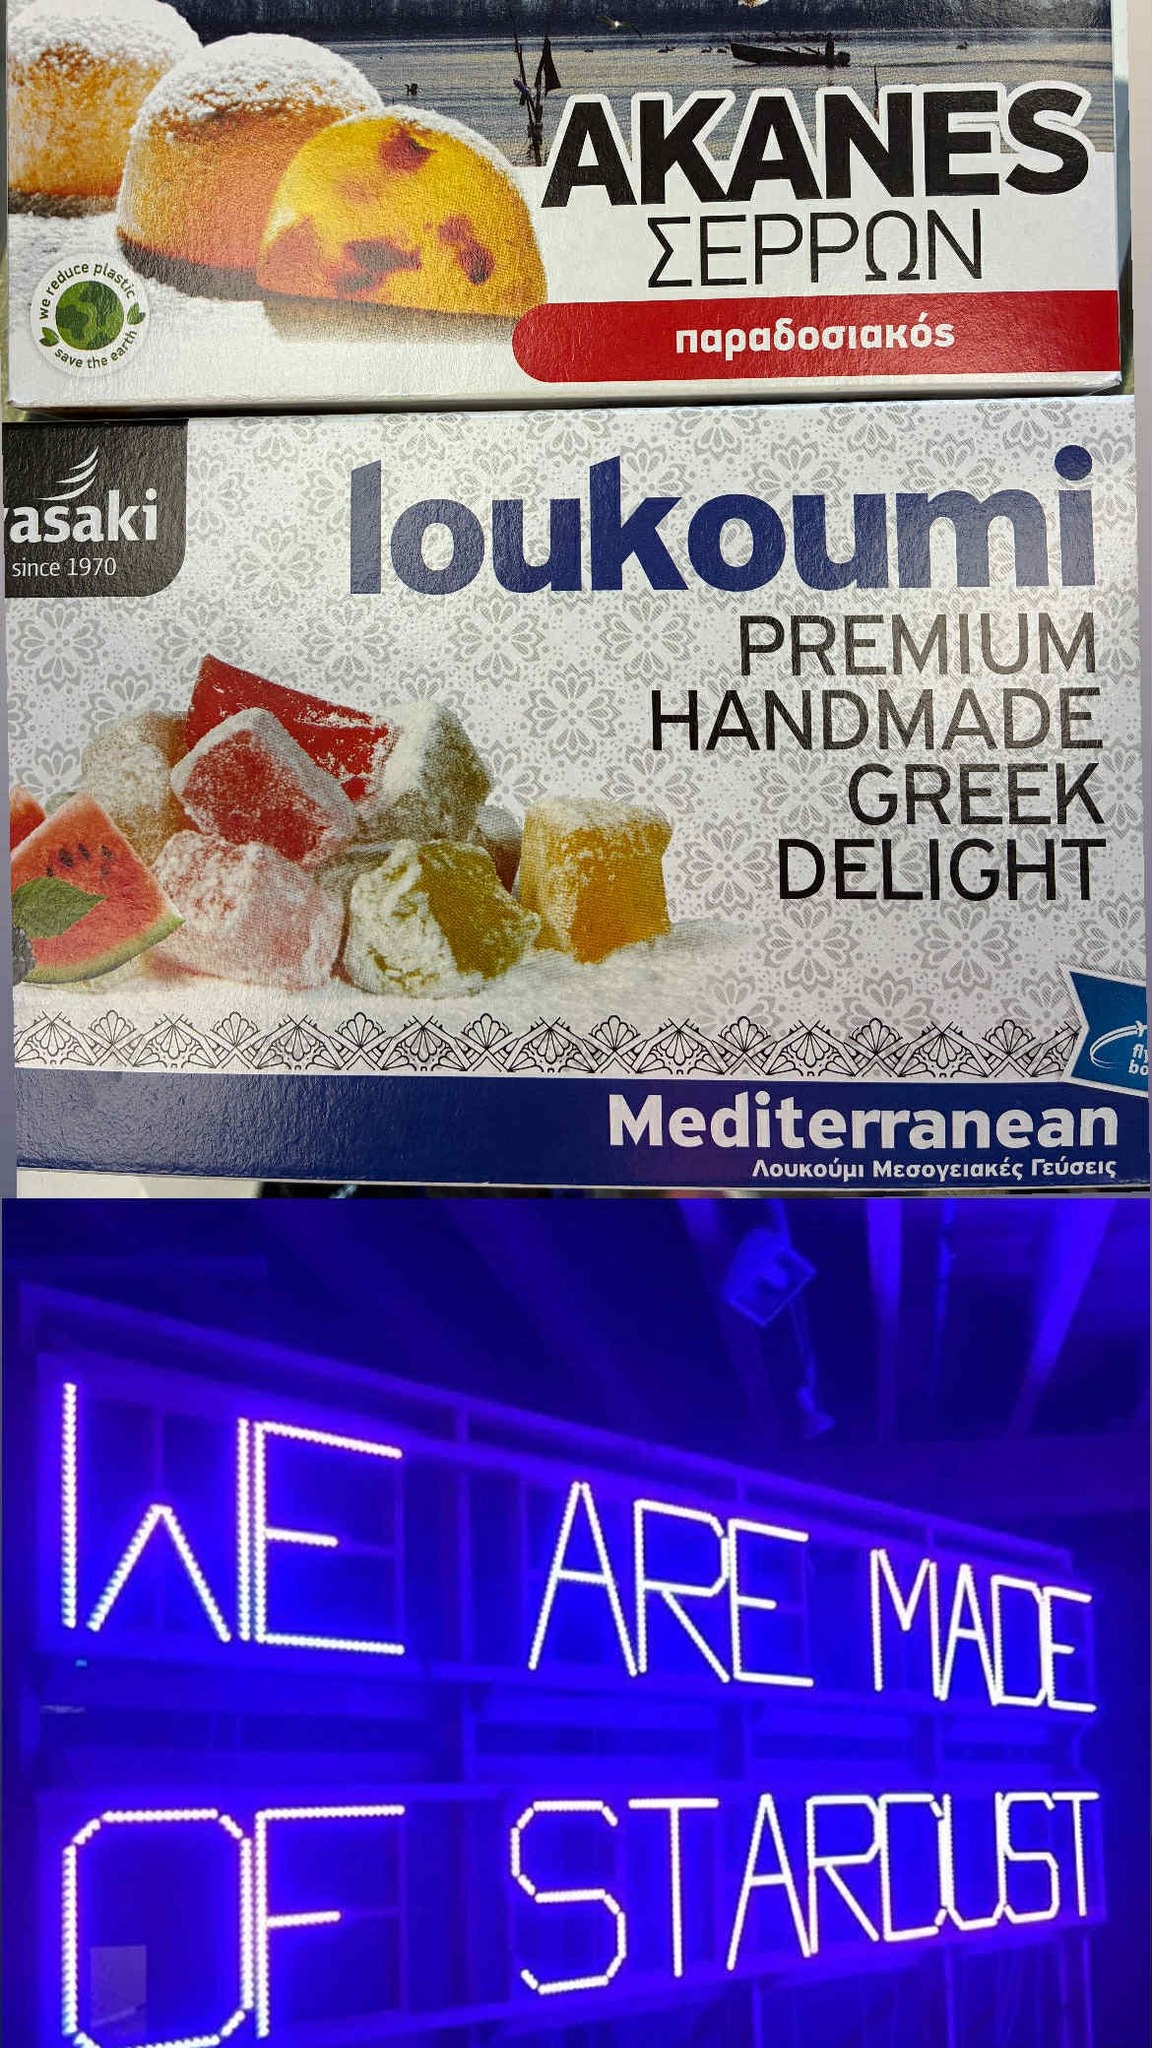 AKANES
ΣΕΡΡΩΝ
we reduce plastic
save the earth
παραδοσιακός
asaki
since 1970
loukoumi
PREMIUM
HANDMADE
GREEK
DELIGHT
Mediterranean
Λουκούμι Μεσογειακές Γεύσεις
WE ARE MADE
OF STARDUST